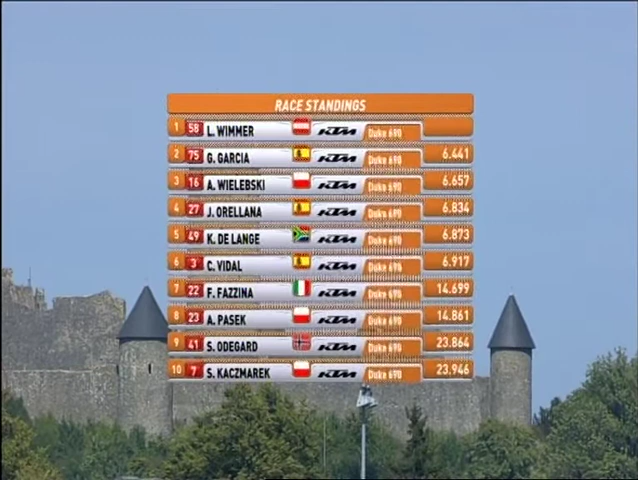 RACE STANDINGS
1 58 L. WIMMER KTM Duke 690
2 75 G. GARCIA KTM Duke 690 6.441
3 16 A. WIELEBSKI KTM Duke 690 6.657
4 27 J. ORELLANA KTM Duke 690 6.834
5 49 K. DE LANGE KTM Duke 690 6.873
6 3 C. VIDAL KTM Duke 690 6.917
7 22 F. FAZZINA KTM Duke 690 14.699
8 23 A. PASEK KTM Duke 690 14.861
9 41 S. ODEGARD KTM Duke 690 23.864
10 7 S. KACZMAREK KTM Duke 690 23.946